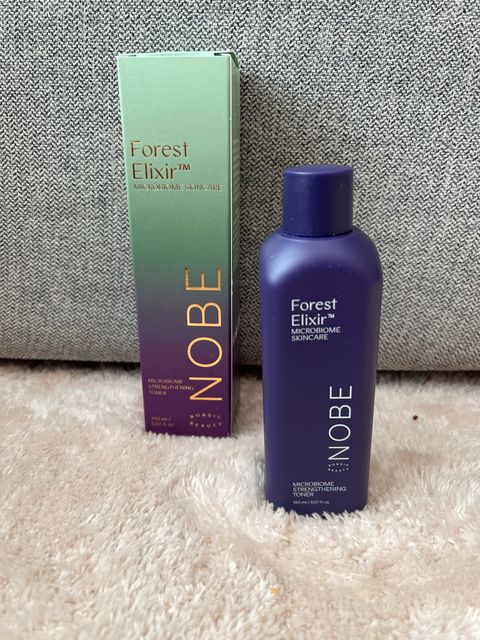 Forest
Elixir™
MICROBIOME SKINCARE
NOBE
NORDIC
BEAUTY
MICROBIOME
STRENGTHENING
TONER
150 ml /
5.07 fl oz
Forest
Elixir™
MICROBIOME
SKINCARE
NOBE
NORDIC
BEAUTY
MICROBIOME
STRENGTHENING
TONER
150 ml / 5.07 fl oz